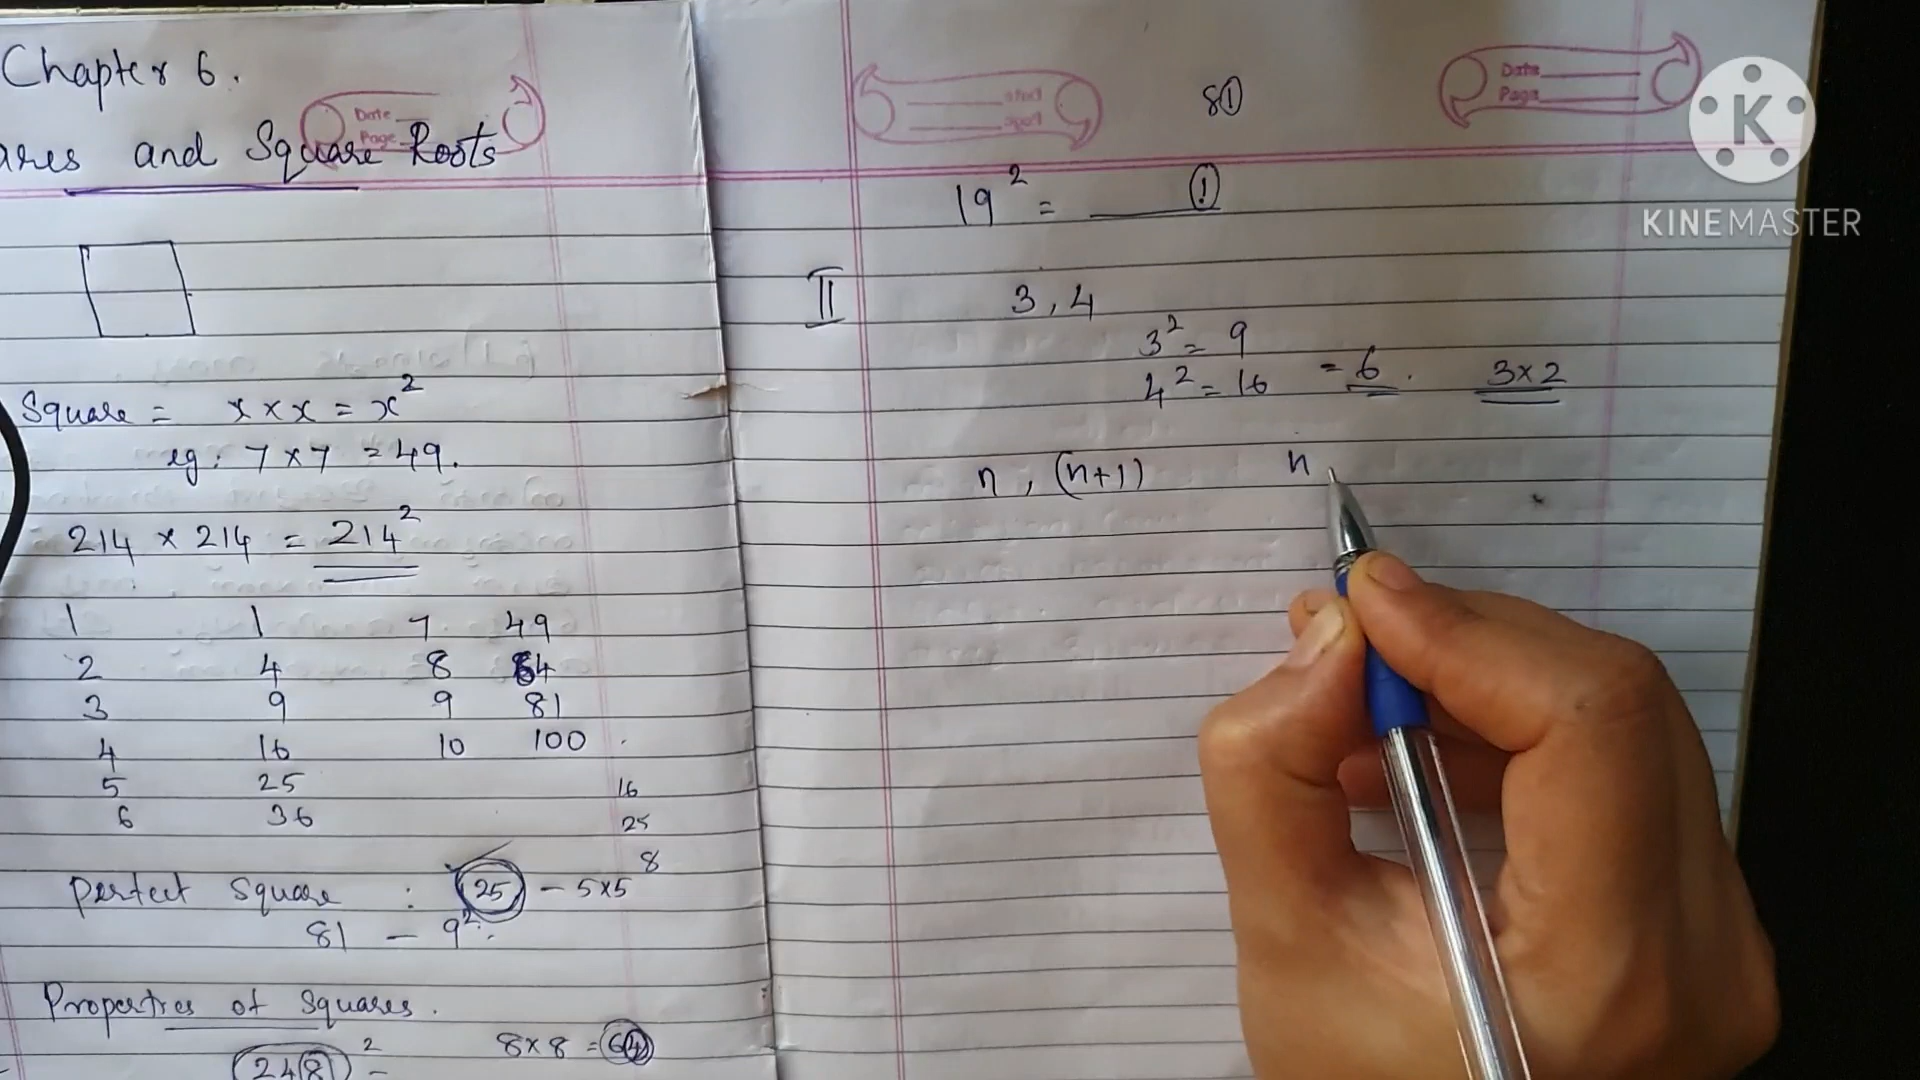 Chapter 6.
Date
Page
ares and Square Roots
Square = x × x = x²
eg: 7 × 7 = 49.
214 × 214 = 214²
1 1 7 49
2 4 8 64
3 9 9 81
4 16 10 100
5 25 16
6 36 25
8
Perfect Square : 25 - 5×5
81 - 9²
Properties of Squares.
248² = 8×8 = 64
81
Date
Page
19² = 1
II 3, 4
3² = 9
4² = 16 = 6. 3×2
n, (n+1) n
KINEMASTER